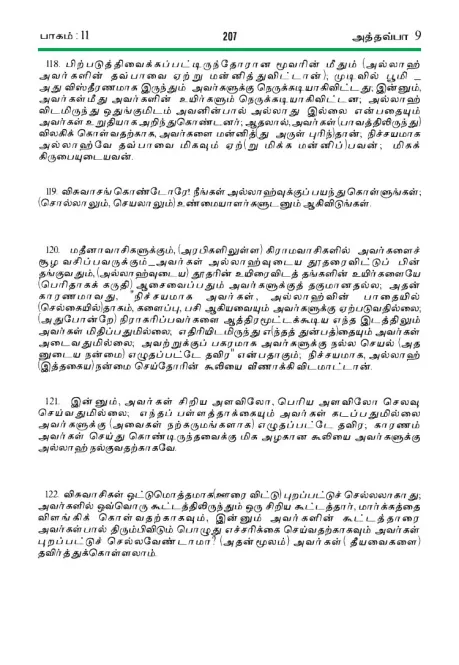 பாகம் : 11 207 அத்தவ்பா 9
118. பிற்படுத்திவைக்கப்பட்டிருந்தோரான மூவரின் மீதும் (அல்லாஹ்
அவர்களின் தவ்பாவை ஏற்று மன்னித்துவிட்டான்); முடிவில் பூமி _
அது விஸ்தீரணமாக இருந்தும் அவர்களுக்கு நெருக்கடியாகிவிட்டது; இன்னும்,
அவர்கள்மீது அவர்களின் உயிர்களும் நெருக்கடியாகிவிட்டன; அல்லாஹ்
விடமிருந்து ஒதுங்குமிடம் அவனின்பால் அல்லாது இல்லை என்பதையும்
அவர்கள் உறுதியாக அறிந்துகொண்டனர்; ஆதலால், அவர்கள் (பாவத்திலிருந்து)
விலகிக் கொள்வதற்காக, அவர்களை மன்னித்(து அருள் புரிந்)தான்; நிச்சயமாக
அல்லாஹ்வே தவ்பாவை மிகவும் ஏற்(று மிக்க மன்னிப்)பவன்; மிகக்
கிருபையுடையவன்.
119. விசுவாசங் கொண்டோரே! நீங்கள் அல்லாஹ்வுக்குப் பயந்து கொள்ளுங்கள்;
(சொல்லாலும், செயலாலும்) உண்மையாளர்களுடனும் ஆகிவிடுங்கள்.
120. மதீனாவாசிகளுக்கும், (அரபிகளிலுள்ள) கிராமவாசிகளில் அவர்களைச்
சூழ வசிப்பவருக்கும்_அவர்கள் அல்லாஹ்வுடைய தூதரைவிட்டுப் பின்
தங்குவதும், (அல்லாஹ்வுடைய) தூதரின் உயிரைவிடத் தங்களின் உயிர்களையே
(பெரிதாகக் கருதி) ஆசைவைப்பதும் அவர்களுக்குத் தகுமானதல்ல; அதன்
காரணமாவது, "நிச்சயமாக அவர்கள், அல்லாஹ்வின் பாதையில்
(செல்கையில்) தாகம், களைப்பு, பசி ஆகியவையும் அவர்களுக்கு ஏற்படுவதில்லை;
(அதுபோன்றே) நிராகரிப்பவர்களை ஆத்திரமூட்டக்கூடிய எந்த இடத்திலும்
அவர்கள் மிதிப்பதுமில்லை; எதிரியிடமிருந்து எ(ந்தத் துன்பத்)தையும் அவர்கள்
அடைவதுமில்லை; அவற்றுக்குப் பகரமாக அவர்களுக்கு நல்ல செயல் (அத
னுடைய நன்மை) எழுதப்பட்டே தவிர" என்பதாகும்; நிச்சயமாக, அல்லாஹ்
(இத்தகைய) நன்மை செய்தோரின் கூலியை வீணாக்கிவிடமாட்டான்.
121. இன்னும், அவர்கள் சிறிய அளவிலோ, பெரிய அளவிலோ செலவு
செய்வதுமில்லை; எந்தப் பள்ளத்தாக்கையும் அவர்கள் கடப்பதுமில்லை
அவர்களுக்கு (அவைகள் நற்கருமங்களாக) எழுதப்பட்டே தவிர; காரணம்
அவர்கள் செய்து கொண்டிருந்தவைக்கு மிக அழகான கூலியை அவர்களுக்கு
அல்லாஹ் நல்குவதற்காகவே.
122. விசுவாசிகள் ஒட்டுமொத்தமாக(ஊரை விட்டு) புறப்பட்டுச் செல்லலாகாது;
அவர்களில் ஒவ்வொரு கூட்டத்திலிருந்தும் ஒரு சிறிய கூட்டத்தார், மார்க்கத்தை
விளங்கிக் கொள்வதற்காகவும், இன்னும் அவர்களின் கூட்டத்தாரை
அவர்கள்பால் திரும்பிவிடும் பொழுது எச்சரிக்கை செய்வதற்காகவும் அவர்கள்
புறப்பட்டுச் செல்லவேண்டாமா? (அதன்மூலம்) அவர்கள் ( தீயவைகளை)
தவிர்த்துக்கொள்ளலாம்.